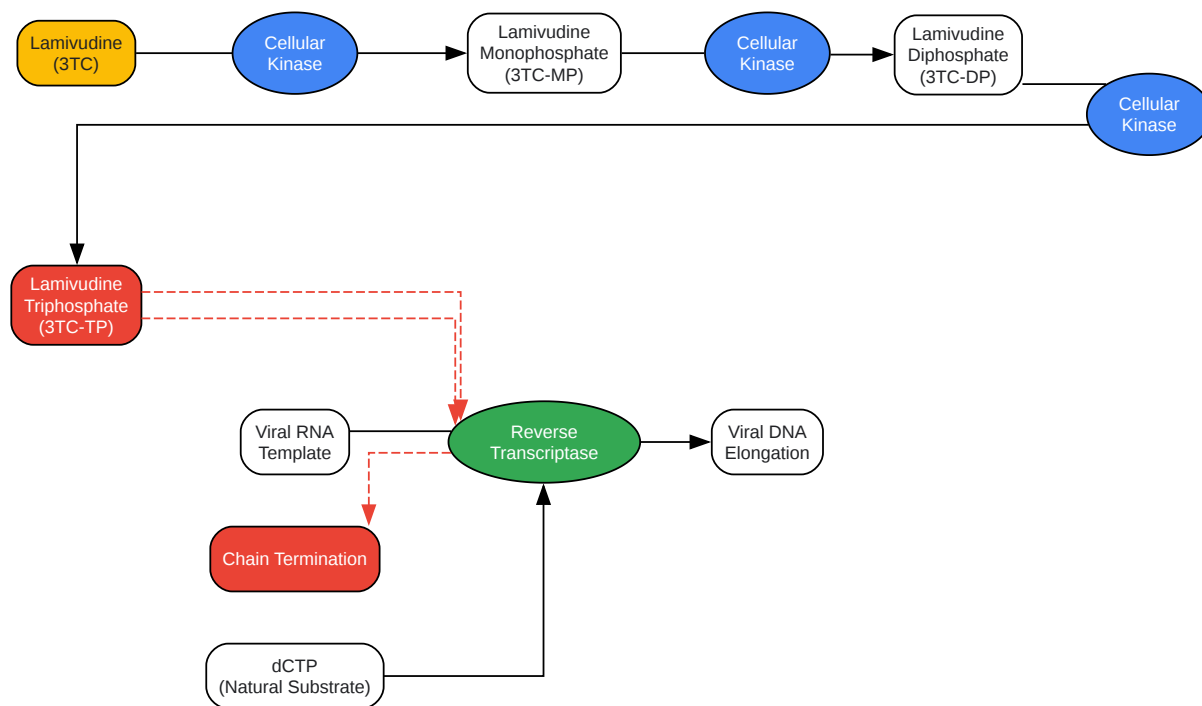 Lamivudine
(3TC)
Cellular
Kinase
Lamivudine
Monophosphate
(3TC-MP)
Cellular
Kinase
Lamivudine
Diphosphate
(3TC-DP)
Cellular
Kinase
Lamivudine
Triphosphate
(3TC-TP)
Viral RNA
Template
Reverse
Transcriptase
Viral DNA
Elongation
Chain Termination
dCTP
(Natural Substrate)